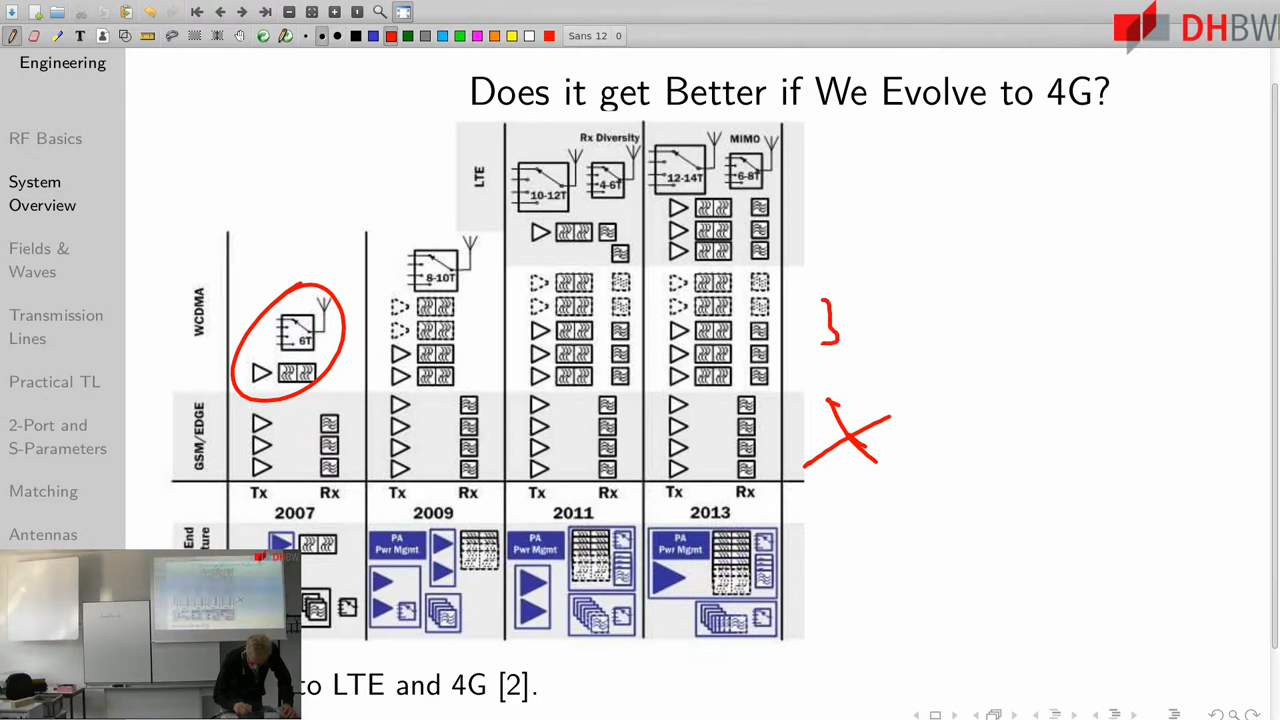 Sans 12 0
DHBW
Engineering
RF Basics
System
Overview
Fields &
Waves
Transmission
Lines
Practical TL
2-Port and
S-Parameters
Matching
Antennas
Does it get Better if We Evolve to 4G?
LTE
Rx Diversity
10-12T
4-6T
MIMO
12-14T
6-8T
WCDMA
6T
8-10T
GSM/EDGE
Tx Rx Tx Rx Tx Rx Tx Rx
2007 2009 2011 2013
End
PA
Pwr Mgmt
PA
Pwr Mgmt
PA
Pwr Mgmt
to LTE and 4G [2].
3
X
DHBW